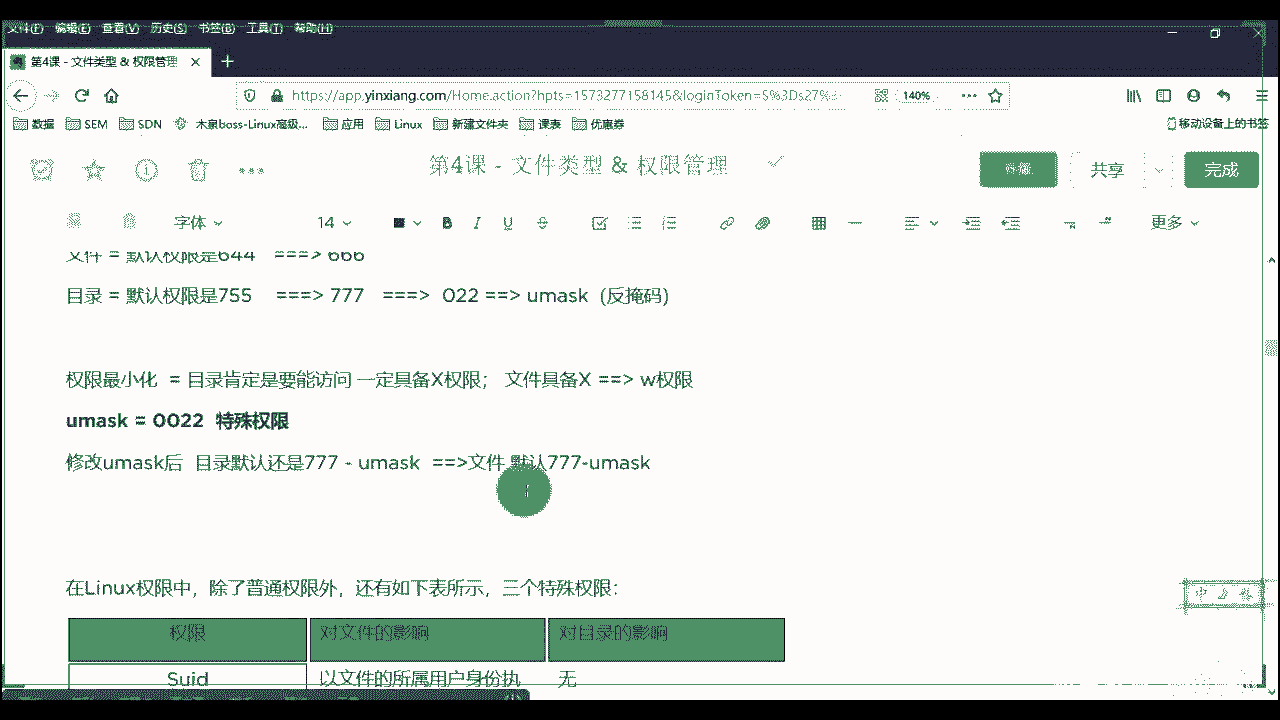 文件(F) 编辑(E) 查看(V) 历史(S) 书签(B) 工具(T) 帮助(H)
第4课 - 文件类型 & 权限管理
https://app.yinxiang.com/Home.action?hpts=1573277158145&loginToken=S%3Ds27%
140%
数据 SEM SDN 木泉boss-Linux高级... 应用 Linux 新建文件夹 课表 优惠券 移动设备上的书签
第4课 - 文件类型 & 权限管理
共享
完成
字体 14 B I U 更多
文件 = 默认权限是644 ===> 666
目录 = 默认权限是755 ===> 777 ===> 022 ==> umask (反掩码)
权限最小化 = 目录肯定是要能访问 一定具备X权限； 文件具备X ==> w权限
umask = 0022 特殊权限
修改umask后 目录默认还是777 - umask ==>文件 默认777-umask
在Linux权限中，除了普通权限外，还有如下表所示，三个特殊权限：
权限 对文件的影响 对目录的影响
Suid 以文件的所属用户身份执 无